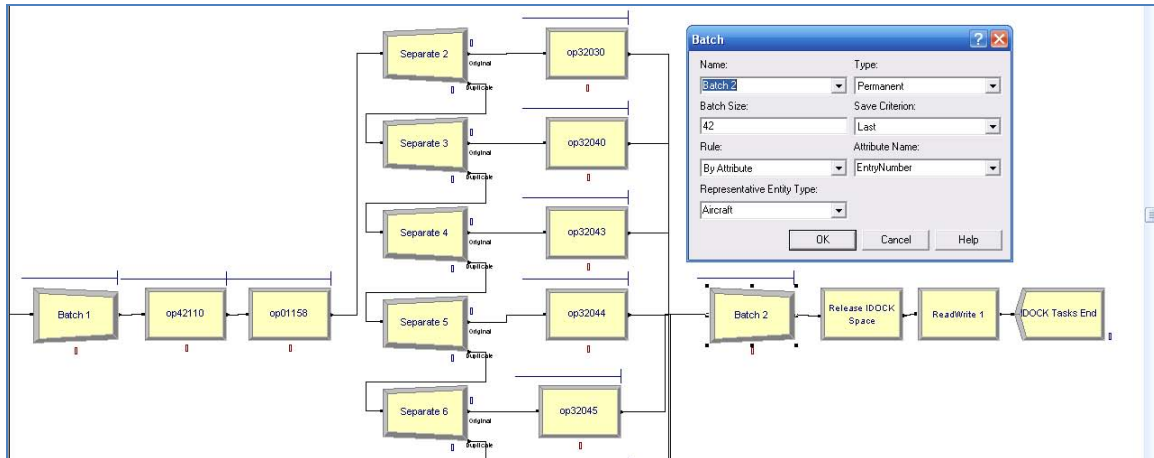 Separate 2
Original
Duplicate
op32030
Separate 3
Original
Duplicate
op32040
Separate 4
Original
Duplicate
op32043
Separate 5
Original
Duplicate
op32044
Separate 6
Original
Duplicate
op32045
Batch 1
op42110
op01158
Batch
Name:
Type:
Batch 2
Permanent
Batch Size:
Save Criterion:
42
Last
Rule:
Attribute Name:
By Attribute
EntryNumber
Representative Entity Type:
Aircraft
OK
Cancel
Help
Batch 2
Release IDOCK
Space
ReadWrite 1
IDOCK Tasks End